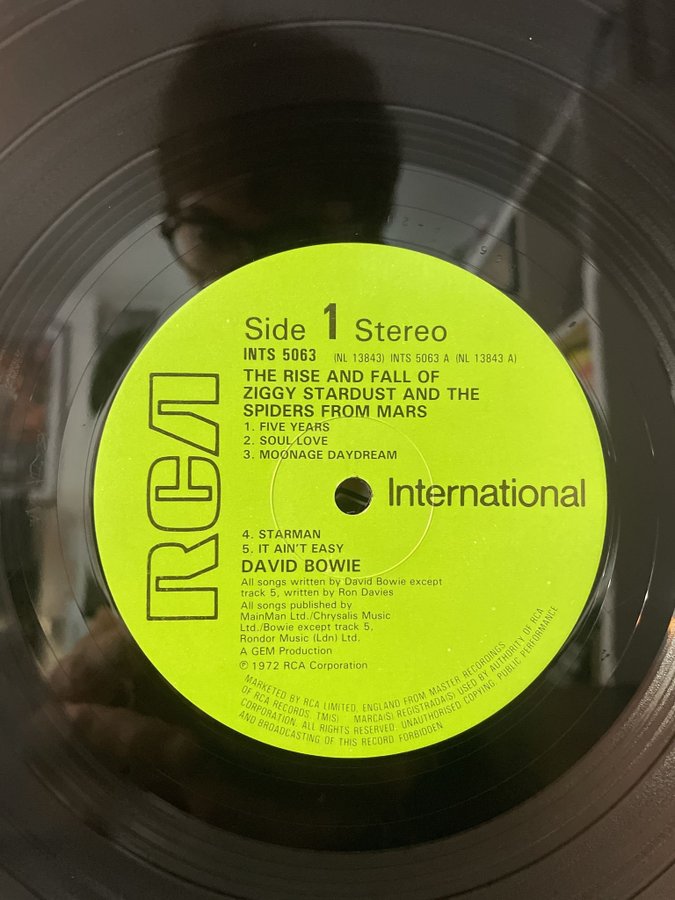 Side 1 Stereo
INTS 5063 (NL 13843) INTS 5063 A (NL 13843 A)
THE RISE AND FALL OF
ZIGGY STARDUST AND THE
SPIDERS FROM MARS
1. FIVE YEARS
2. SOUL LOVE
3. MOONAGE DAYDREAM
RCA
International
4. STARMAN
5. IT AIN'T EASY
DAVID BOWIE
All songs written by David Bowie except
track 5, written by Ron Davies
All songs published by
MainMan Ltd./Chrysalis Music
Ltd./Bowie except track 5,
Rondor Music (Ldn) Ltd.
A GEM Production
℗ 1972 RCA Corporation
MARKETED BY RCA LIMITED, ENGLAND FROM MASTER RECORDINGS
OF RCA RECORDS. TM(S) MARCA(S) REGISTRADA(S) USED BY AUTHORITY OF RCA
CORPORATION. ALL RIGHTS RESERVED. UNAUTHORISED COPYING, PUBLIC PERFORMANCE
AND BROADCASTING OF THIS RECORD FORBIDDEN